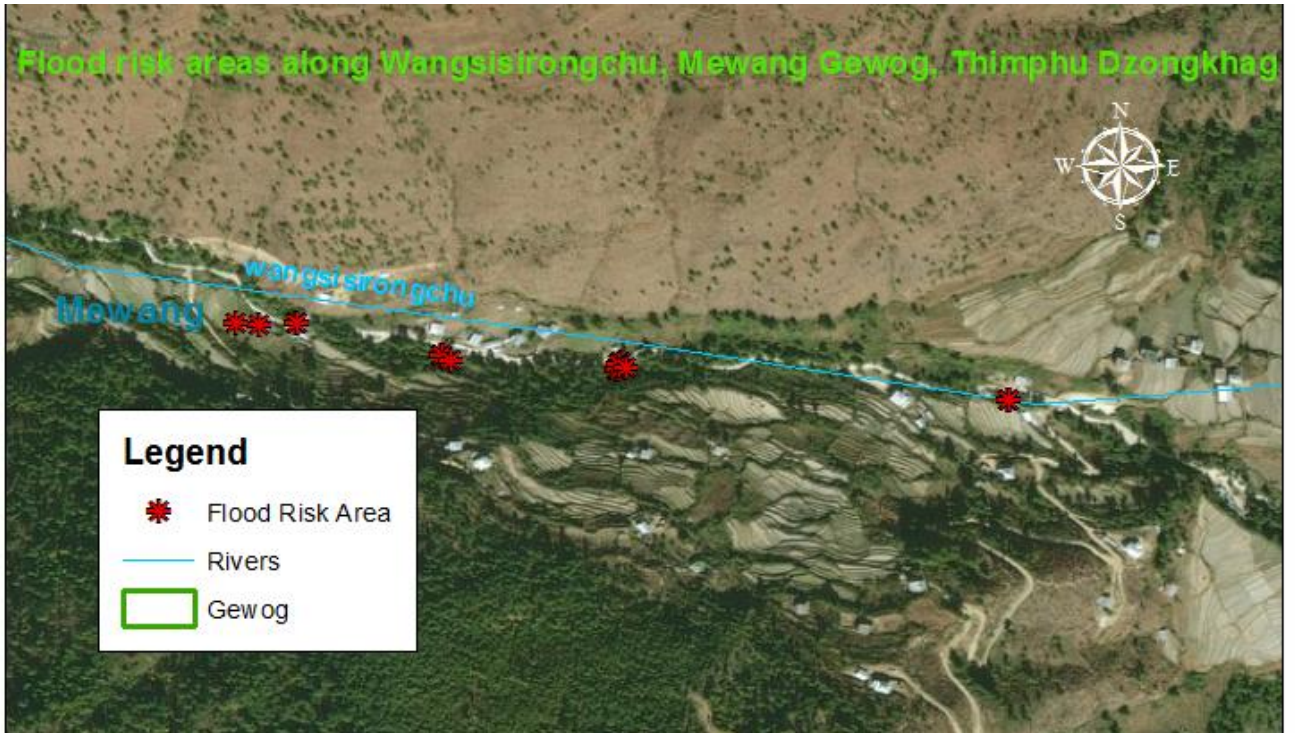 Flood risk areas along Wangsisirongchu, Mewang Gewog, Thimphu Dzongkhag
N
W E
S
wangsisirongchu
Mewang
Legend
Flood Risk Area
Rivers
Gewog